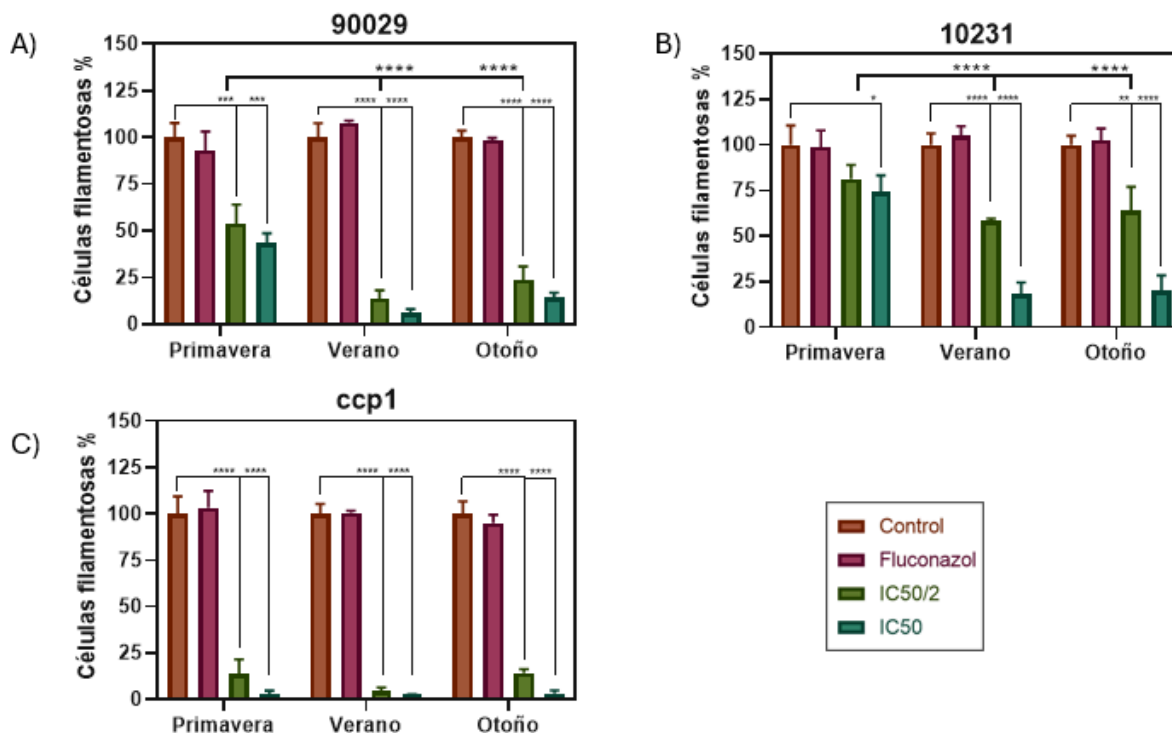 A)
90029
Células filamentosas %
150
125
100
75
50
25
0
**** ****
*** *** **** **** **** ****
Primavera Verano Otoño
B)
10231
Células filamentosas %
150
125
100
75
50
25
0
**** ****
* **** **** ** ****
Primavera Verano Otoño
C)
ccp1
Células filamentosas %
150
125
100
75
50
25
0
**** **** **** **** **** ****
Primavera Verano Otoño
Control
Fluconazol
IC50/2
IC50